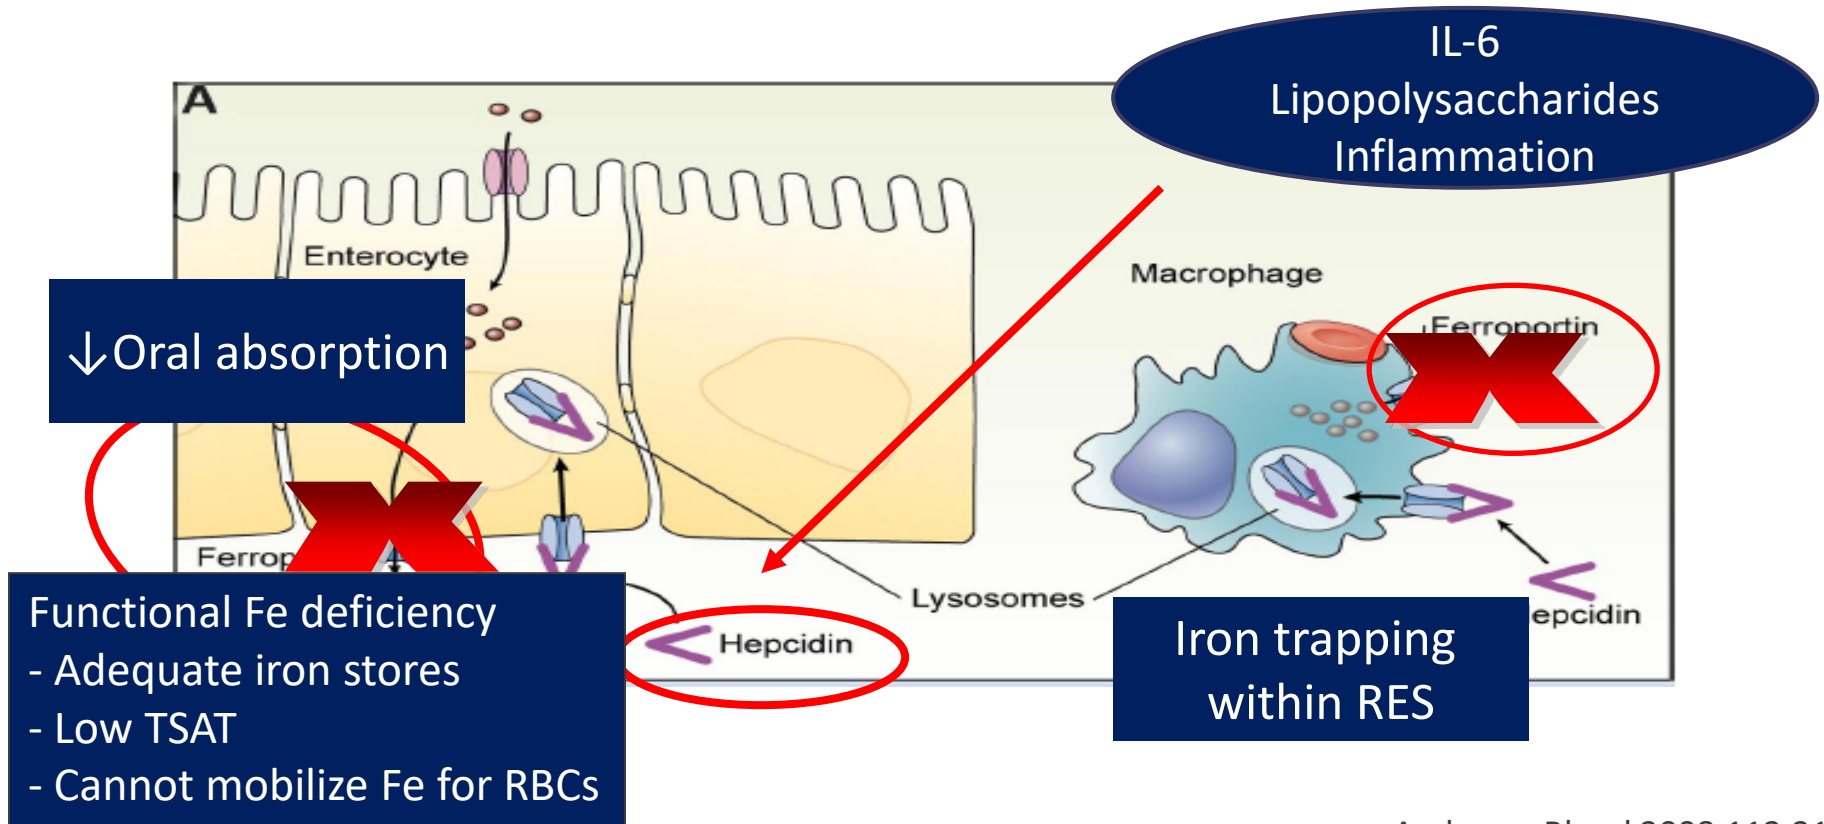 IL-6
Lipopolysaccharides
Inflammation
A
Enterocyte
Macrophage
Ferroportin
↓Oral absorption
Functional Fe deficiency
- Adequate iron stores
- Low TSAT
- Cannot mobilize Fe for RBCs
Hepcidin
Lysosomes
epcidin
Iron trapping
within RES